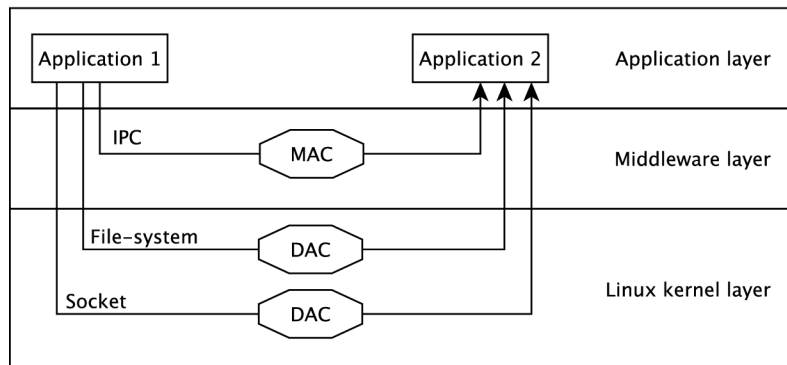 Application 1
Application 2
Application layer
IPC
MAC
Middleware layer
File-system
DAC
Socket
DAC
Linux kernel layer